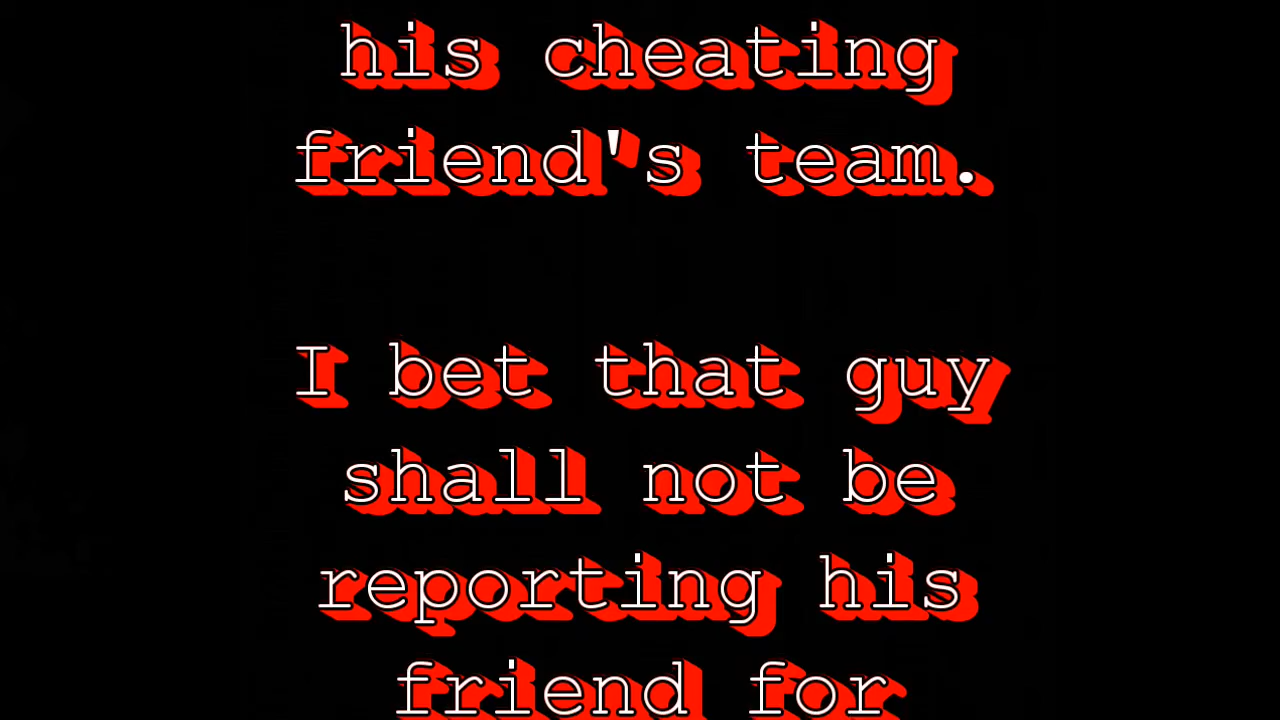 his cheating
friend's team.
I bet that guy
shall not be
reporting his
friend for